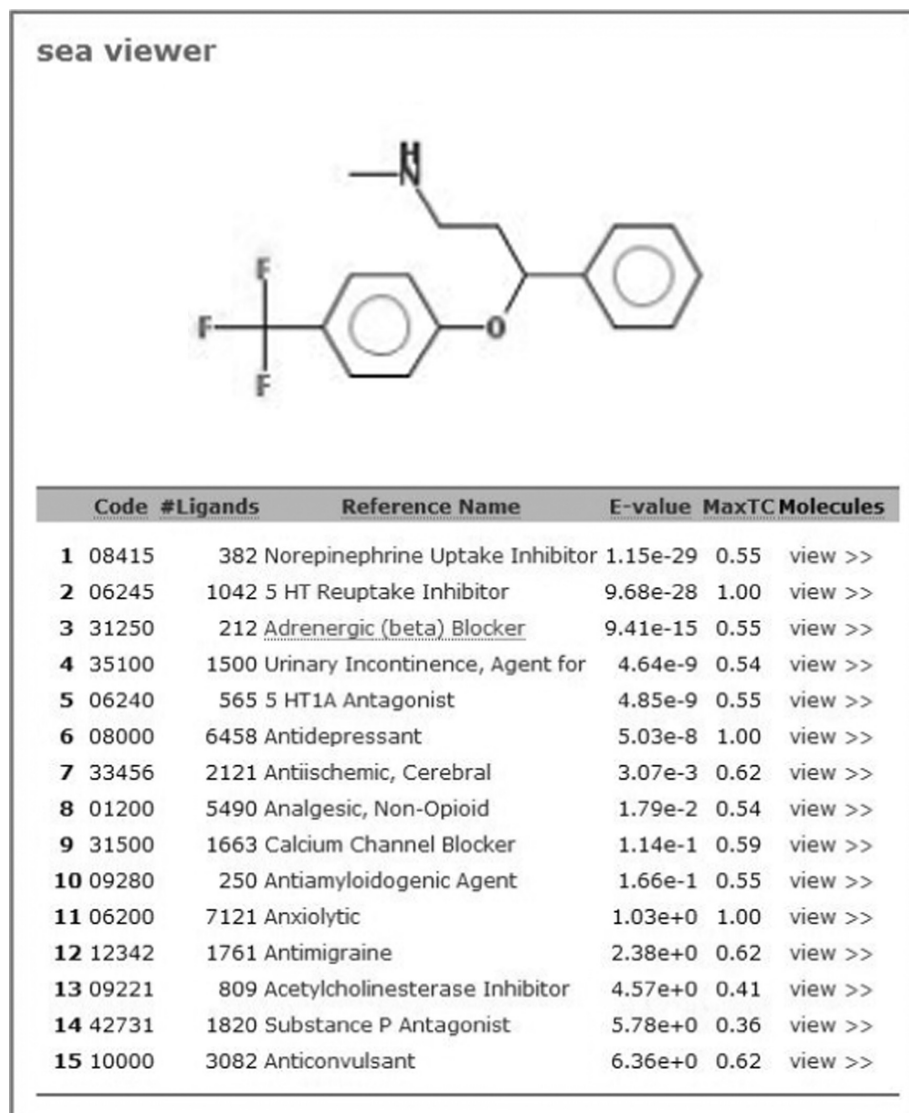 sea viewer
H
N
F
F
O
F
Code #Ligands Reference Name E-value MaxTC Molecules
1 08415 382 Norepinephrine Uptake Inhibitor 1.15e-29 0.55 view >>
2 06245 1042 5 HT Reuptake Inhibitor 9.68e-28 1.00 view >>
3 31250 212 Adrenergic (beta) Blocker 9.41e-15 0.55 view >>
4 35100 1500 Urinary Incontinence, Agent for 4.64e-9 0.54 view >>
5 06240 565 5 HT1A Antagonist 4.85e-9 0.55 view >>
6 08000 6458 Antidepressant 5.03e-8 1.00 view >>
7 33456 2121 Antiischemic, Cerebral 3.07e-3 0.62 view >>
8 01200 5490 Analgesic, Non-Opioid 1.79e-2 0.54 view >>
9 31500 1663 Calcium Channel Blocker 1.14e-1 0.59 view >>
10 09280 250 Antiamyloidogenic Agent 1.66e-1 0.55 view >>
11 06200 7121 Anxiolytic 1.03e+0 1.00 view >>
12 12342 1761 Antimigraine 2.38e+0 0.62 view >>
13 09221 809 Acetylcholinesterase Inhibitor 4.57e+0 0.41 view >>
14 42731 1820 Substance P Antagonist 5.78e+0 0.36 view >>
15 10000 3082 Anticonvulsant 6.36e+0 0.62 view >>